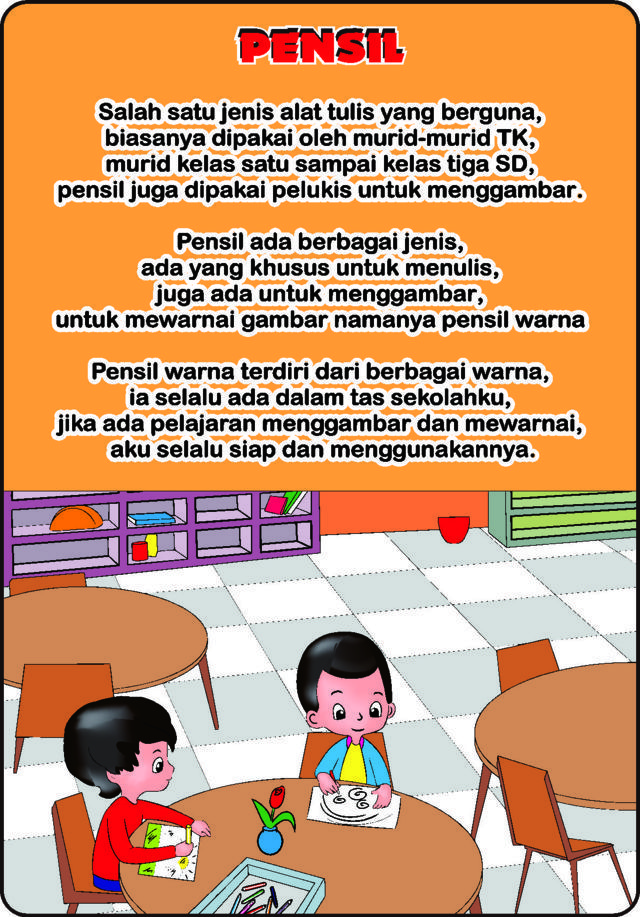 PENSIL
Salah satu jenis alat tulis yang berguna,
biasanya dipakai oleh murid-murid TK,
murid kelas satu sampai kelas tiga SD,
pensil juga dipakai pelukis untuk menggambar.
Pensil ada berbagai jenis,
ada yang khusus untuk menulis,
juga ada untuk menggambar,
untuk mewarnai gambar namanya pensil warna
Pensil warna terdiri dari berbagai warna,
ia selalu ada dalam tas sekolahku,
jika ada pelajaran menggambar dan mewarnai,
aku selalu siap dan menggunakannya.